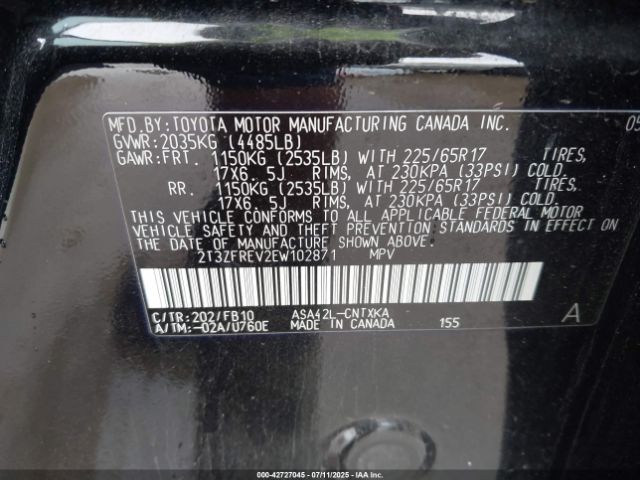 MFD.BY:TOYOTA MOTOR MANUFACTURING CANADA INC. 05
GVWR:2035KG (4485LB)
GAWR:FRT. 1150KG (2535LB) WITH 225/65R17 TIRES,
17X6.5J RIMS, AT 230KPA (33PSI) COLD.
RR. 1150KG (2535LB) WITH 225/65R17 TIRES,
17X6.5J RIMS, AT 230KPA (33PSI) COLD.
THIS VEHICLE CONFORMS TO ALL APPLICABLE FEDERAL MOTOR
VEHICLE SAFETY AND BUMPER STANDARDS IN EFFECT
ON THE DATE OF MANUFACTURE SHOWN ABOVE.
2T3ZFREV2EW102871 MPV
C/TR:202/FB10 ASA42L-CNTXKA
A/TM:-02A/U760E MADE IN CANADA 155
A
000-42727045 - 07/11/2025 - IAAI.com